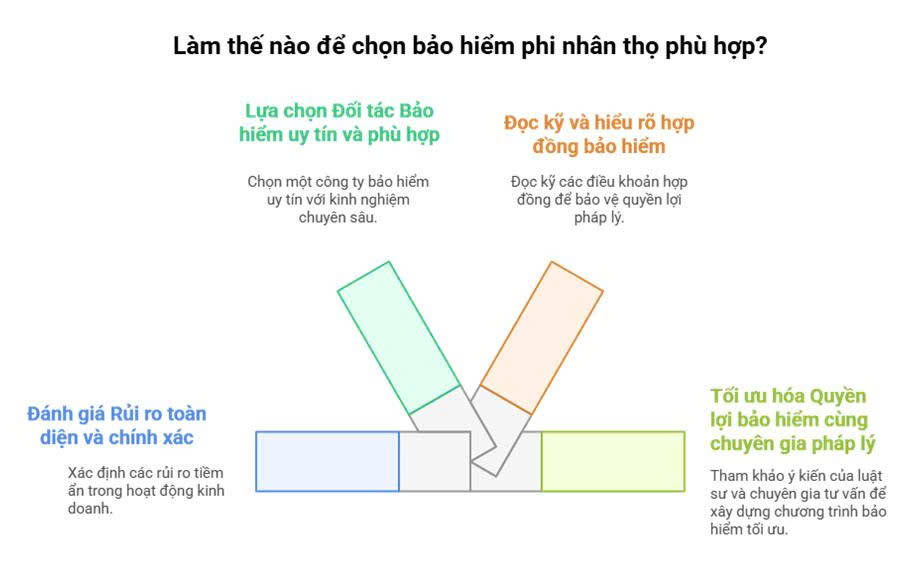 Làm thế nào để chọn bảo hiểm phi nhân thọ phù hợp?
Lựa chọn Đối tác Bảo
hiểm uy tín và phù hợp
Chọn một công ty bảo hiểm
uy tín với kinh nghiệm
chuyên sâu.
Đọc kỹ và hiểu rõ hợp
đồng bảo hiểm
Đọc kỹ các điều khoản hợp
đồng để bảo vệ quyền lợi
pháp lý.
Đánh giá Rủi ro toàn
diện và chính xác
Xác định các rủi ro tiềm
ẩn trong hoạt động kinh
doanh.
Tối ưu hóa Quyền
lợi bảo hiểm cùng
chuyên gia pháp lý
Tham khảo ý kiến của luật
sư và chuyên gia tư vấn để
xây dựng chương trình bảo
hiểm tối ưu.